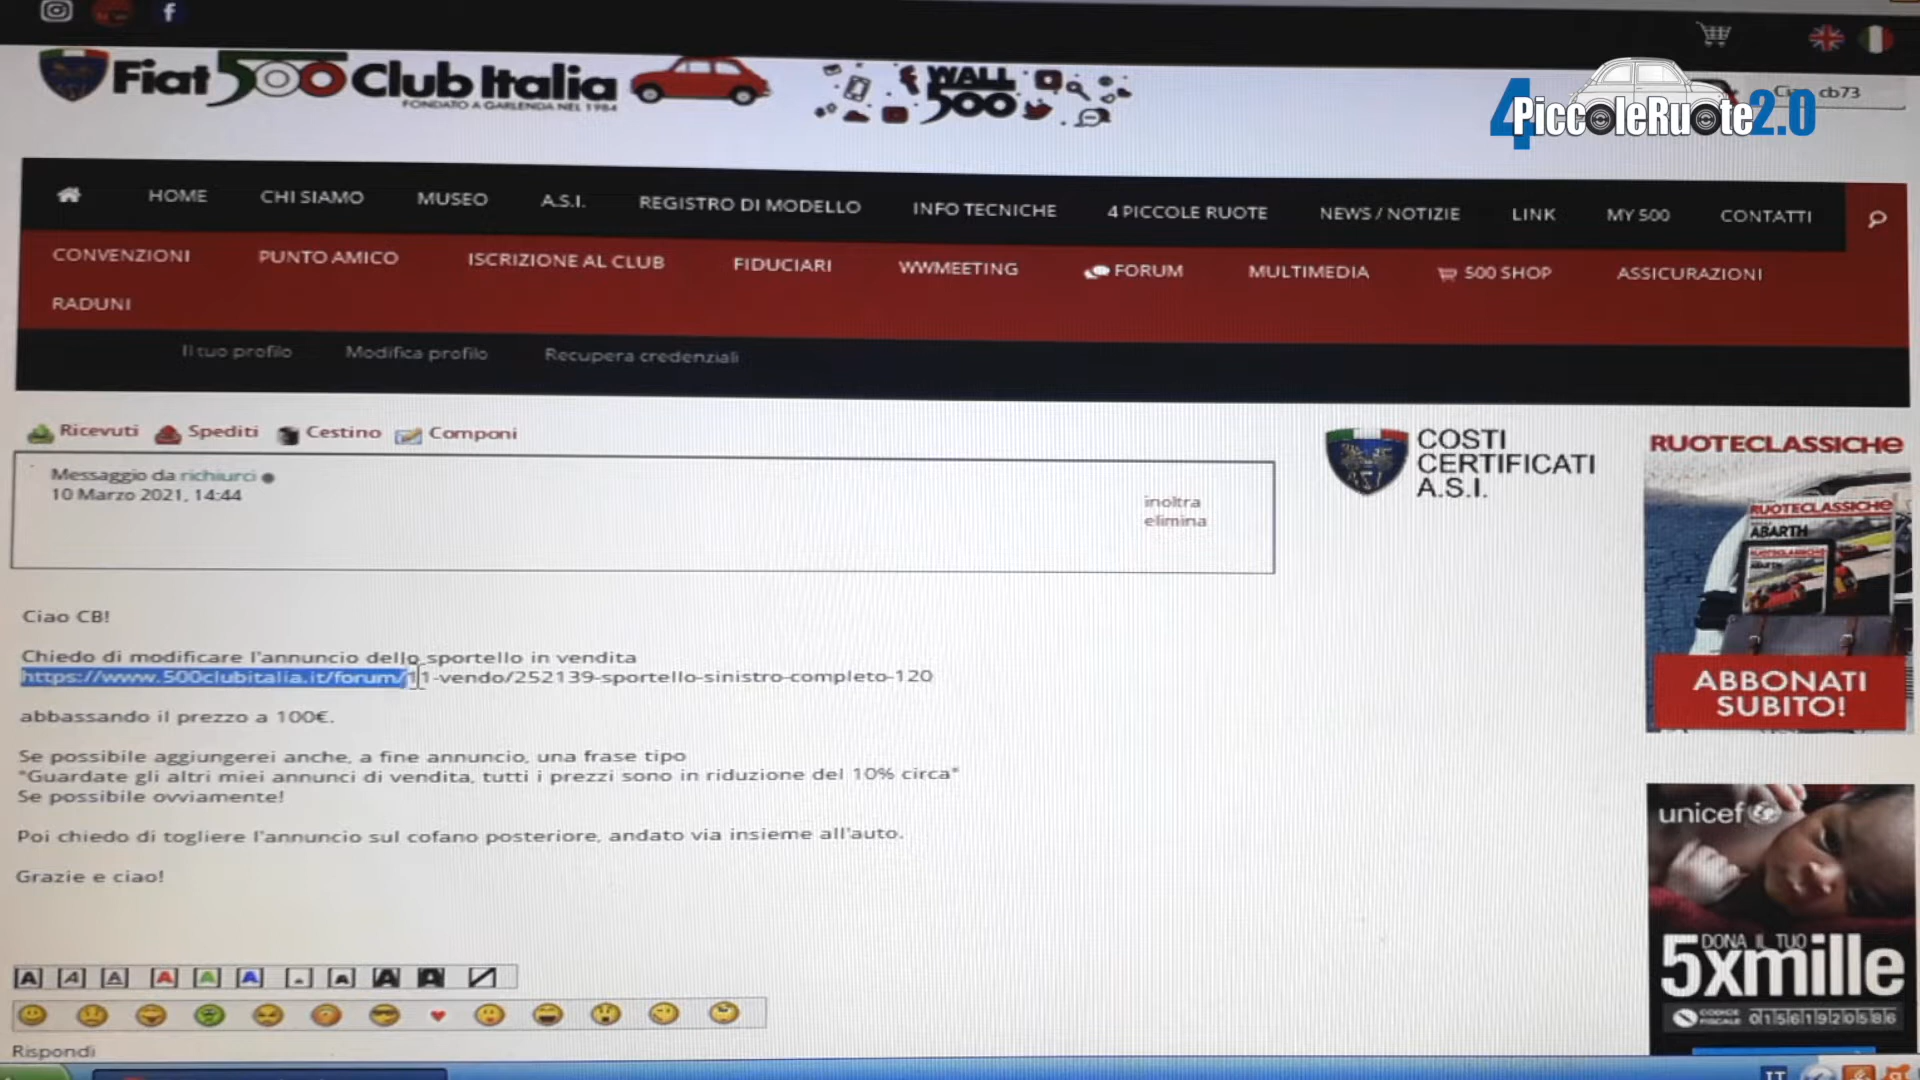 Fiat 500 Club Italia
FONDATO A GARLENDA NEL 1984
WALL
500
cb73
4PiccoleRuote2.0
HOME CHI SIAMO MUSEO A.S.I. REGISTRO DI MODELLO INFO TECNICHE 4 PICCOLE RUOTE NEWS / NOTIZIE LINK MY 500 CONTATTI
CONVENZIONI PUNTO AMICO ISCRIZIONE AL CLUB FIDUCIARI WWMEETING FORUM MULTIMEDIA 500 SHOP ASSICURAZIONI
RADUNI
Il tuo profilo Modifica profilo Recupera credenziali
Ricevuti Spediti Cestino Componi
Messaggio da richiurci
10 Marzo 2021, 14:44
inoltra
elimina
Ciao CB!
Chiedo di modificare l'annuncio dello sportello in vendita
https://www.500clubitalia.it/forum/11-vendo/252139-sportello-sinistro-completo-120
abbassando il prezzo a 100€.
Se possibile aggiungerei anche, a fine annuncio, una frase tipo
"Guardate gli altri miei annunci di vendita, tutti i prezzi sono in riduzione del 10% circa"
Se possibile ovviamente!
Poi chiedo di togliere l'annuncio sul cofano posteriore, andato via insieme all'auto.
Grazie e ciao!
A A A A A A A A A
Rispondi
COSTI
CERTIFICATI
A.S.I.
RUOTECLASSICHE
RUOTECLASSICHE
ABARTH
ABBONATI
SUBITO!
unicef
DONA IL TUO
5xmille
CODICE
FISCALE
01561920586
IT